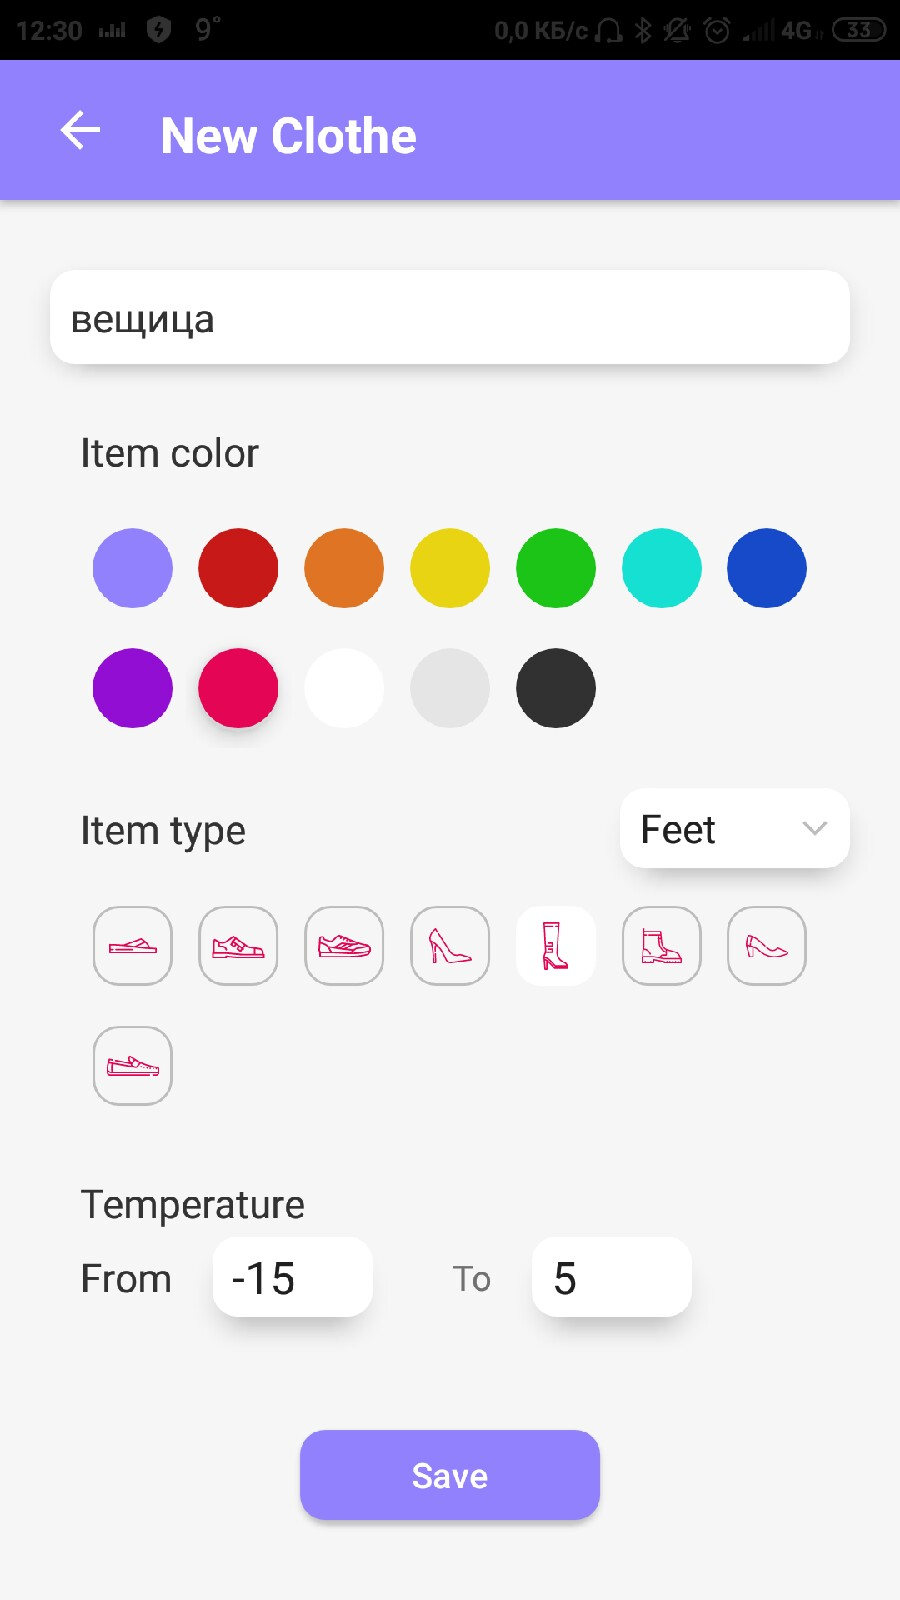 12:30 9° 0,0 КБ/с 4G 33
New Clothe
вещица
Item color
Item type Feet
Temperature
From -15 To 5
Save